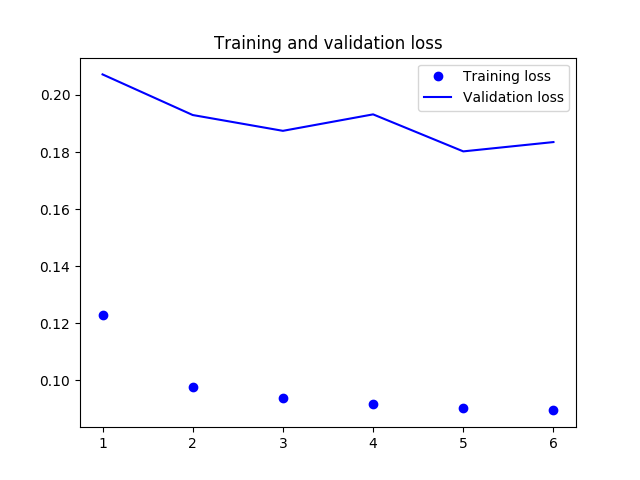 Training and validation loss
Training loss
Validation loss
0.20
0.18
0.16
0.14
0.12
0.10
1 2 3 4 5 6